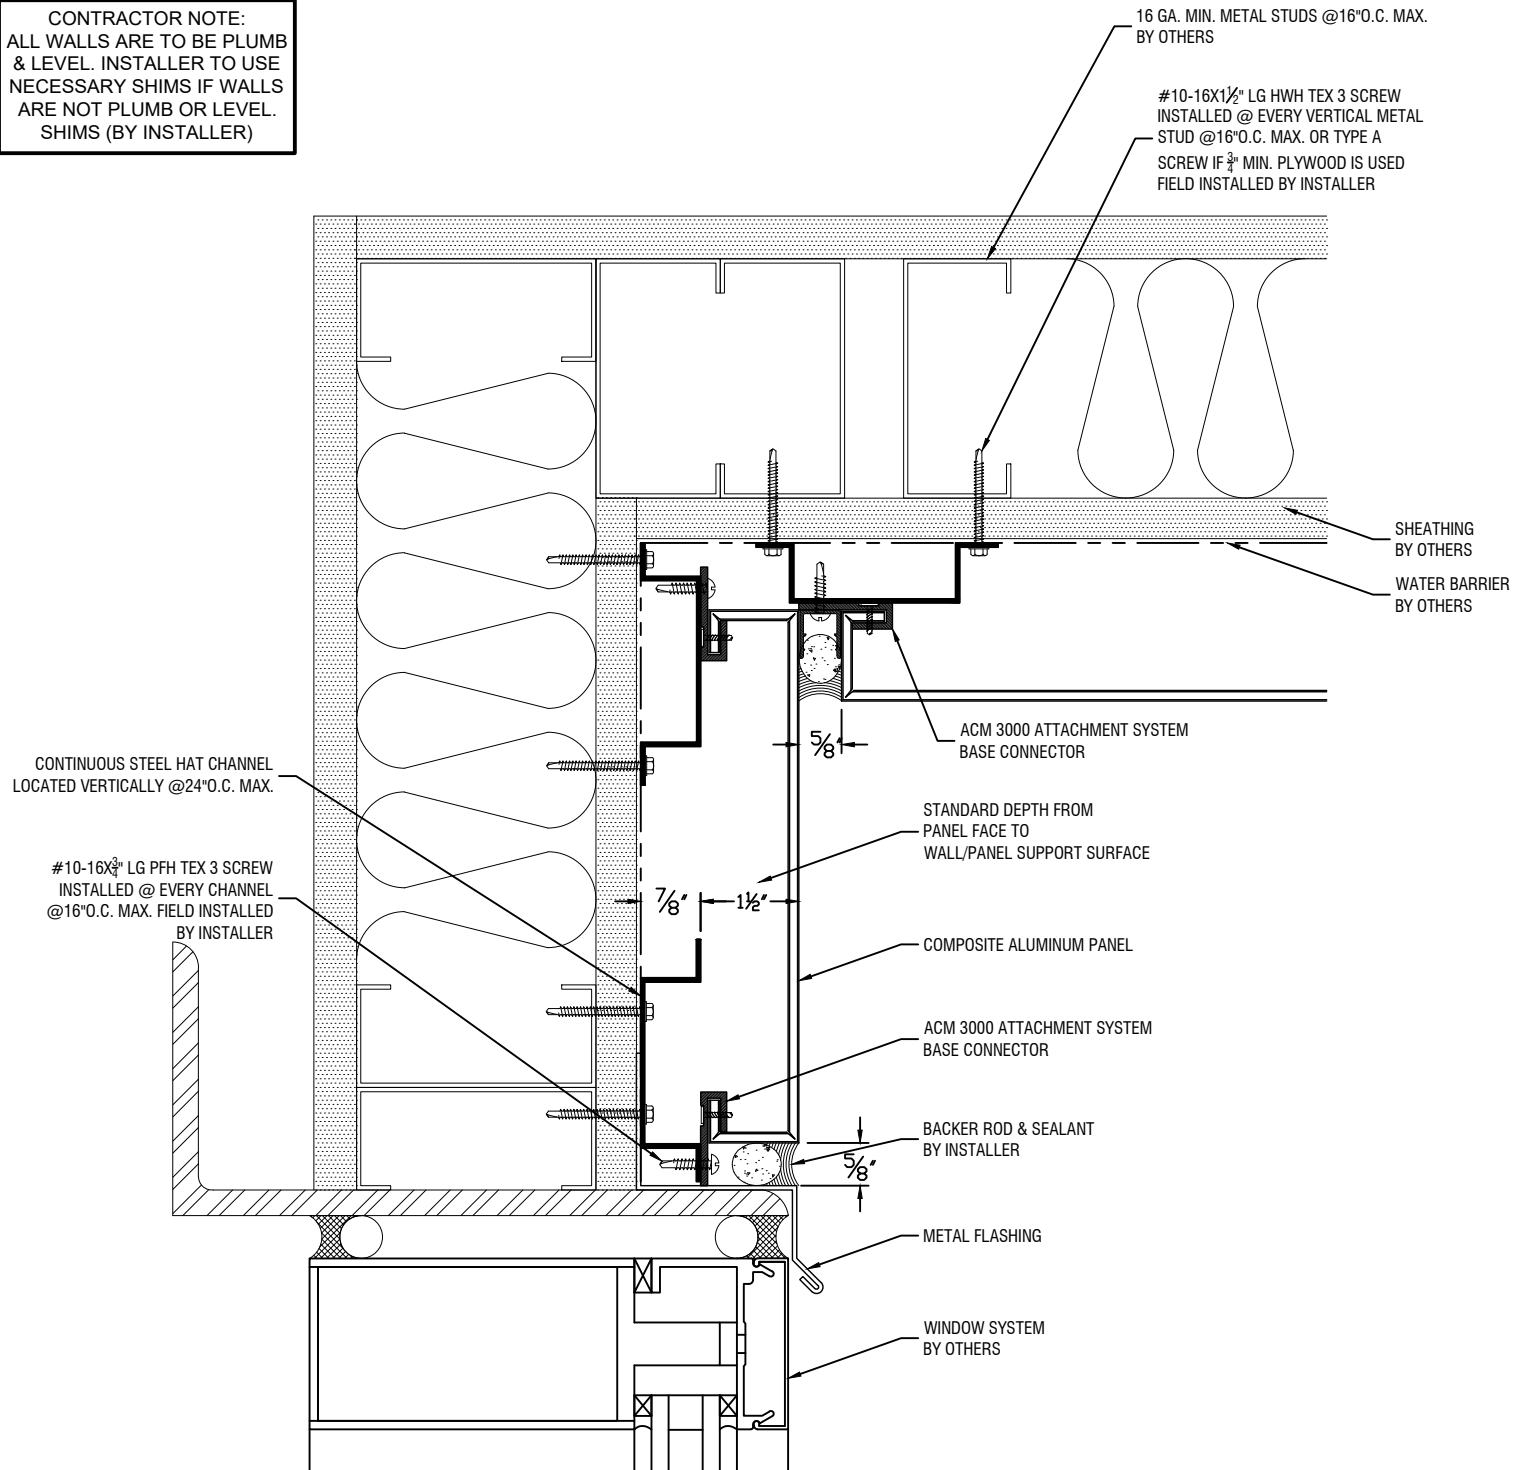 CONTRACTOR NOTE:
ALL WALLS ARE TO BE PLUMB
& LEVEL. INSTALLER TO USE
NECESSARY SHIMS IF WALLS
ARE NOT PLUMB OR LEVEL.
SHIMS (BY INSTALLER)
16 GA. MIN. METAL STUDS @16"O.C. MAX.
BY OTHERS
#10-16X1½" LG HWH TEX 3 SCREW
INSTALLED @ EVERY VERTICAL METAL
STUD @16"O.C. MAX. OR TYPE A
SCREW IF ¾" MIN. PLYWOOD IS USED
FIELD INSTALLED BY INSTALLER
SHEATHING
BY OTHERS
WATER BARRIER
BY OTHERS
ACM 3000 ATTACHMENT SYSTEM
BASE CONNECTOR
5/8"
CONTINUOUS STEEL HAT CHANNEL
LOCATED VERTICALLY @24"O.C. MAX.
STANDARD DEPTH FROM
PANEL FACE TO
WALL/PANEL SUPPORT SURFACE
#10-16X¾" LG PFH TEX 3 SCREW
INSTALLED @ EVERY CHANNEL
@16"O.C. MAX. FIELD INSTALLED
BY INSTALLER
7/8"
1½"
COMPOSITE ALUMINUM PANEL
ACM 3000 ATTACHMENT SYSTEM
BASE CONNECTOR
BACKER ROD & SEALANT
BY INSTALLER
5/8"
METAL FLASHING
WINDOW SYSTEM
BY OTHERS